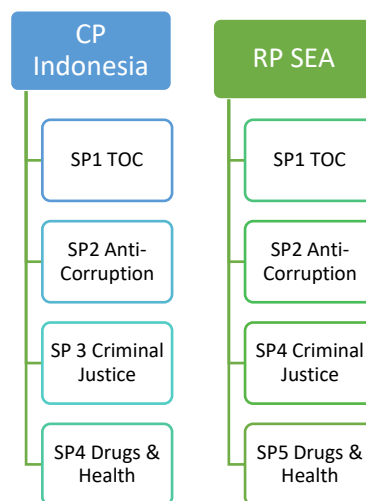 CP
Indonesia
SP1 TOC
SP2 Anti-
Corruption
SP 3 Criminal
Justice
SP4 Drugs &
Health
RP SEA
SP1 TOC
SP2 Anti-
Corruption
SP4 Criminal
Justice
SP5 Drugs &
Health